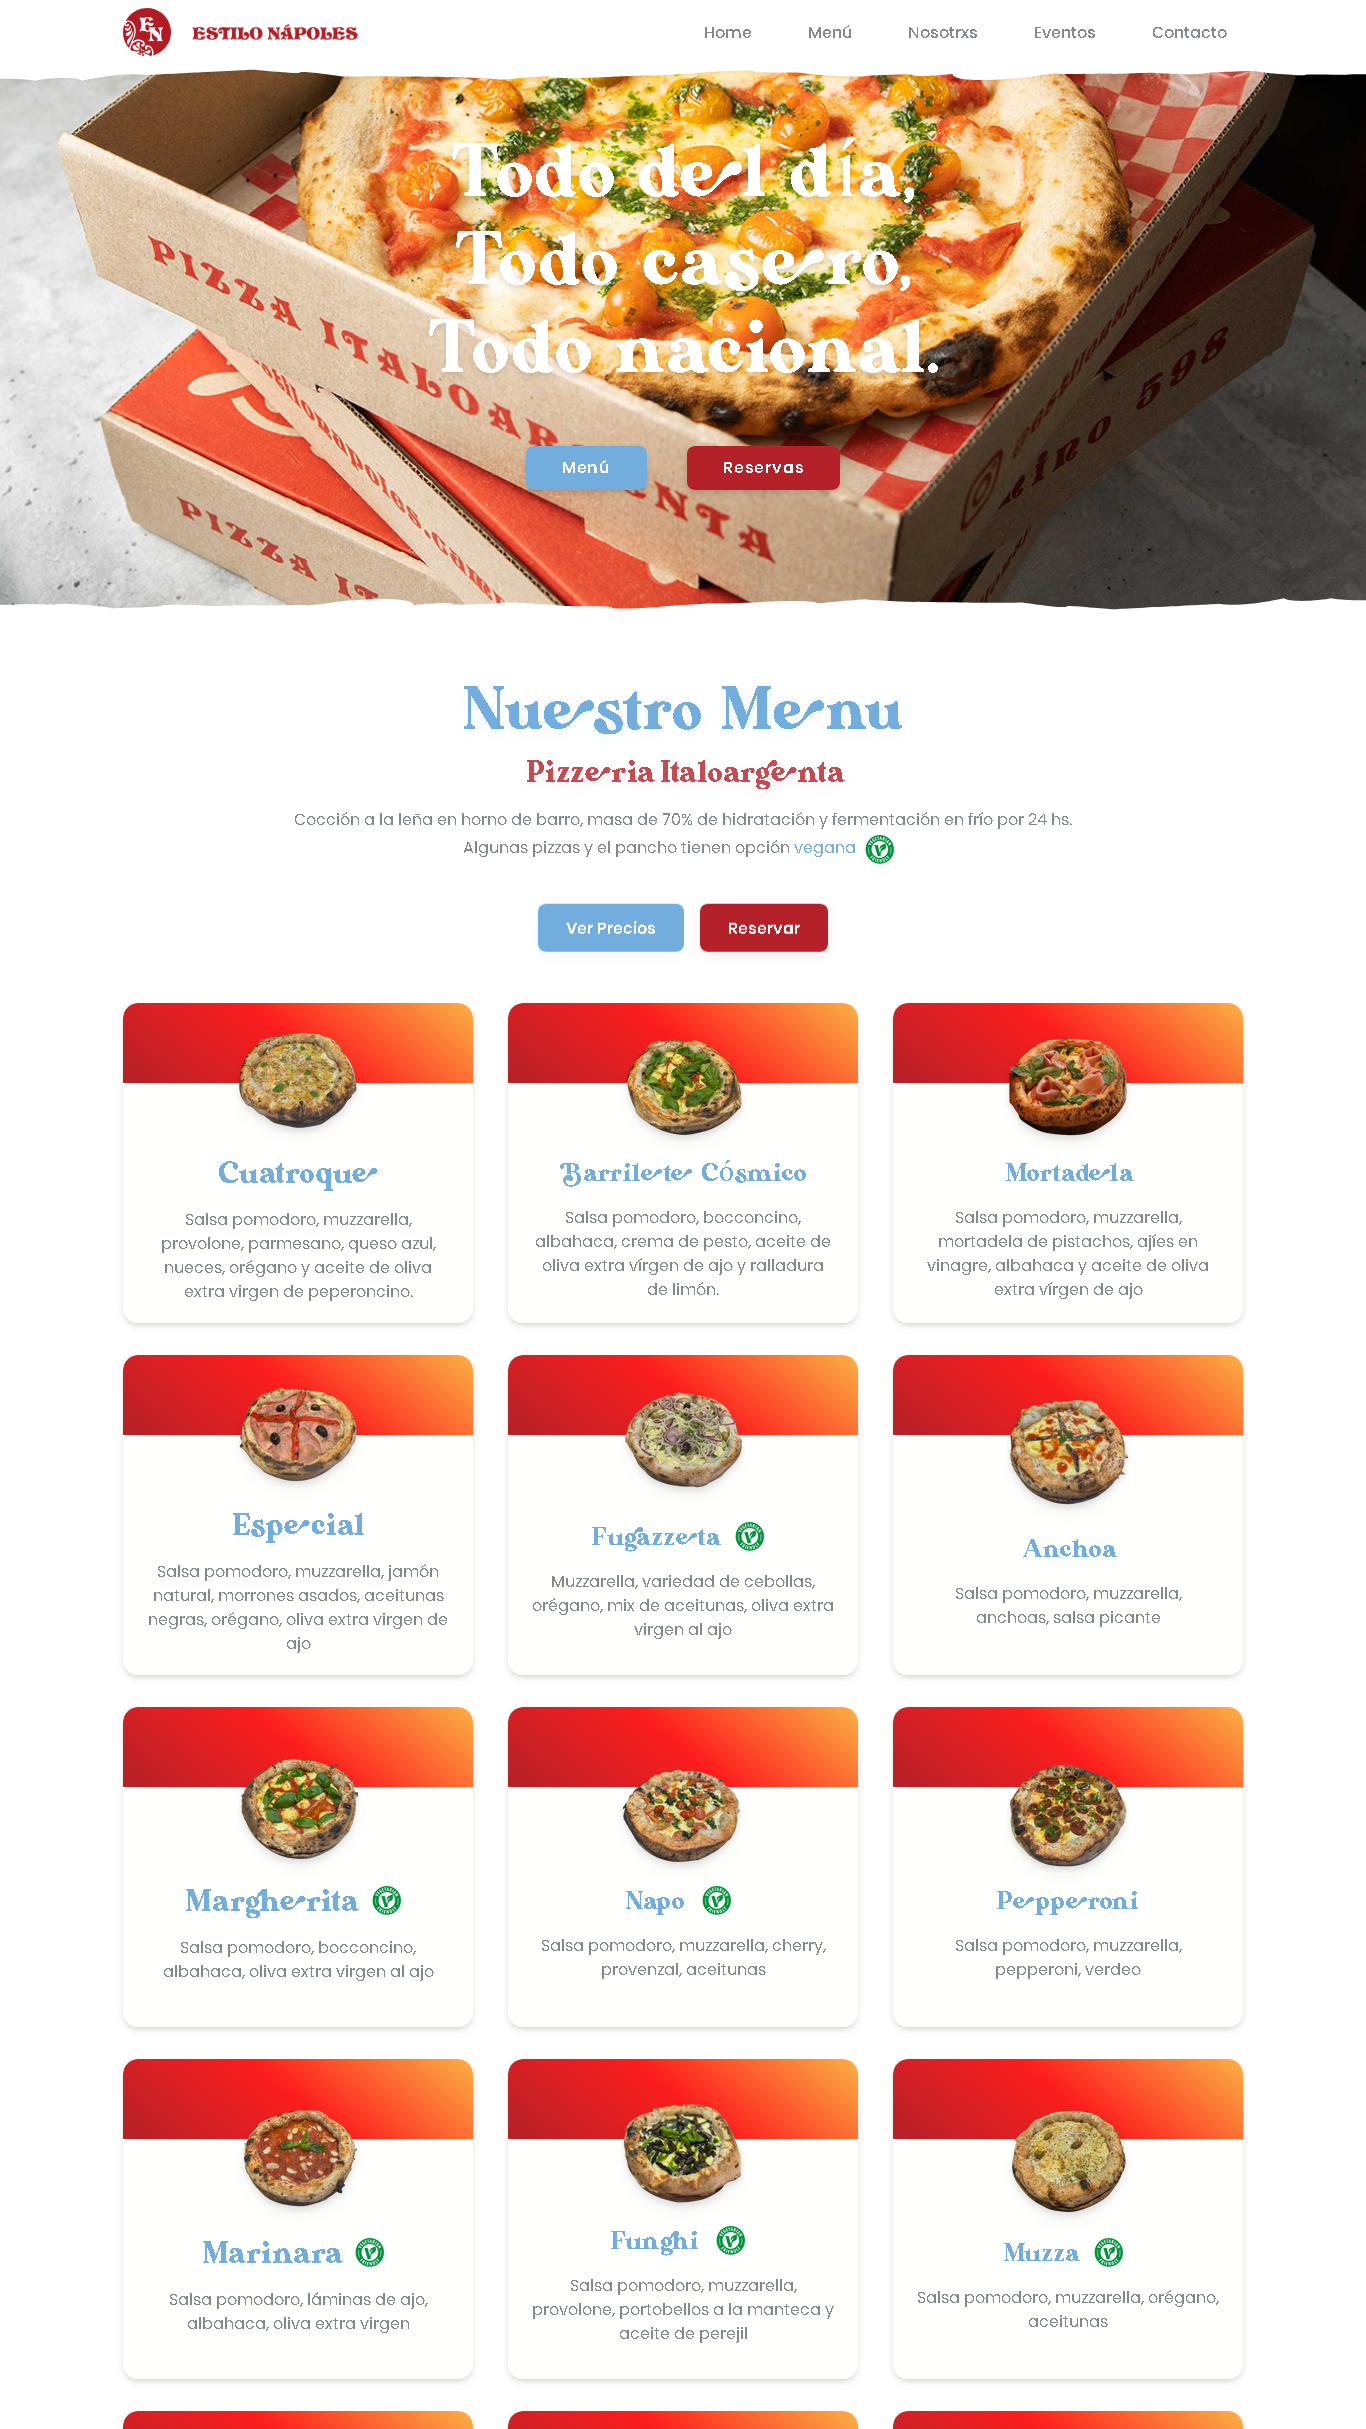 EN
ESTILO NÁPOLES
Home
Menú
Nosotrxs
Eventos
Contacto
Todo del día,
Todo casero,
Todo nacional.
PIZZA ITALOARGENTA
598
PIZZA
Menú
Reservas
Nuestro Menu
Pizzeria Italoargenta
Cocción a la leña en horno de barro, masa de 70% de hidratación y fermentación en frío por 24 hs.
Algunas pizzas y el pancho tienen opción vegana
Ver Precios
Reservar
Cuatroque
Salsa pomodoro, muzzarella,
provolone, parmesano, queso azul,
nueces, orégano y aceite de oliva
extra virgen de peperoncino.
Barrilete Cósmico
Salsa pomodoro, bocconcino,
albahaca, crema de pesto, aceite de
oliva extra vírgen de ajo y ralladura
de limón.
Mortadela
Salsa pomodoro, muzzarella,
mortadela de pistachos, ajíes en
vinagre, albahaca y aceite de oliva
extra vírgen de ajo
Especial
Salsa pomodoro, muzzarella, jamón
natural, morrones asados, aceitunas
negras, orégano, oliva extra virgen de
ajo
Fugazzeta
Muzzarella, variedad de cebollas,
orégano, mix de aceitunas, oliva extra
virgen al ajo
Anchoa
Salsa pomodoro, muzzarella,
anchoas, salsa picante
Margherita
Salsa pomodoro, bocconcino,
albahaca, oliva extra virgen al ajo
Napo
Salsa pomodoro, muzzarella, cherry,
provenzal, aceitunas
Pepperoni
Salsa pomodoro, muzzarella,
pepperoni, verdeo
Marinara
Salsa pomodoro, láminas de ajo,
albahaca, oliva extra virgen
Funghi
Salsa pomodoro, muzzarella,
provolone, portobellos a la manteca y
aceite de perejil
Muzza
Salsa pomodoro, muzzarella, orégano,
aceitunas